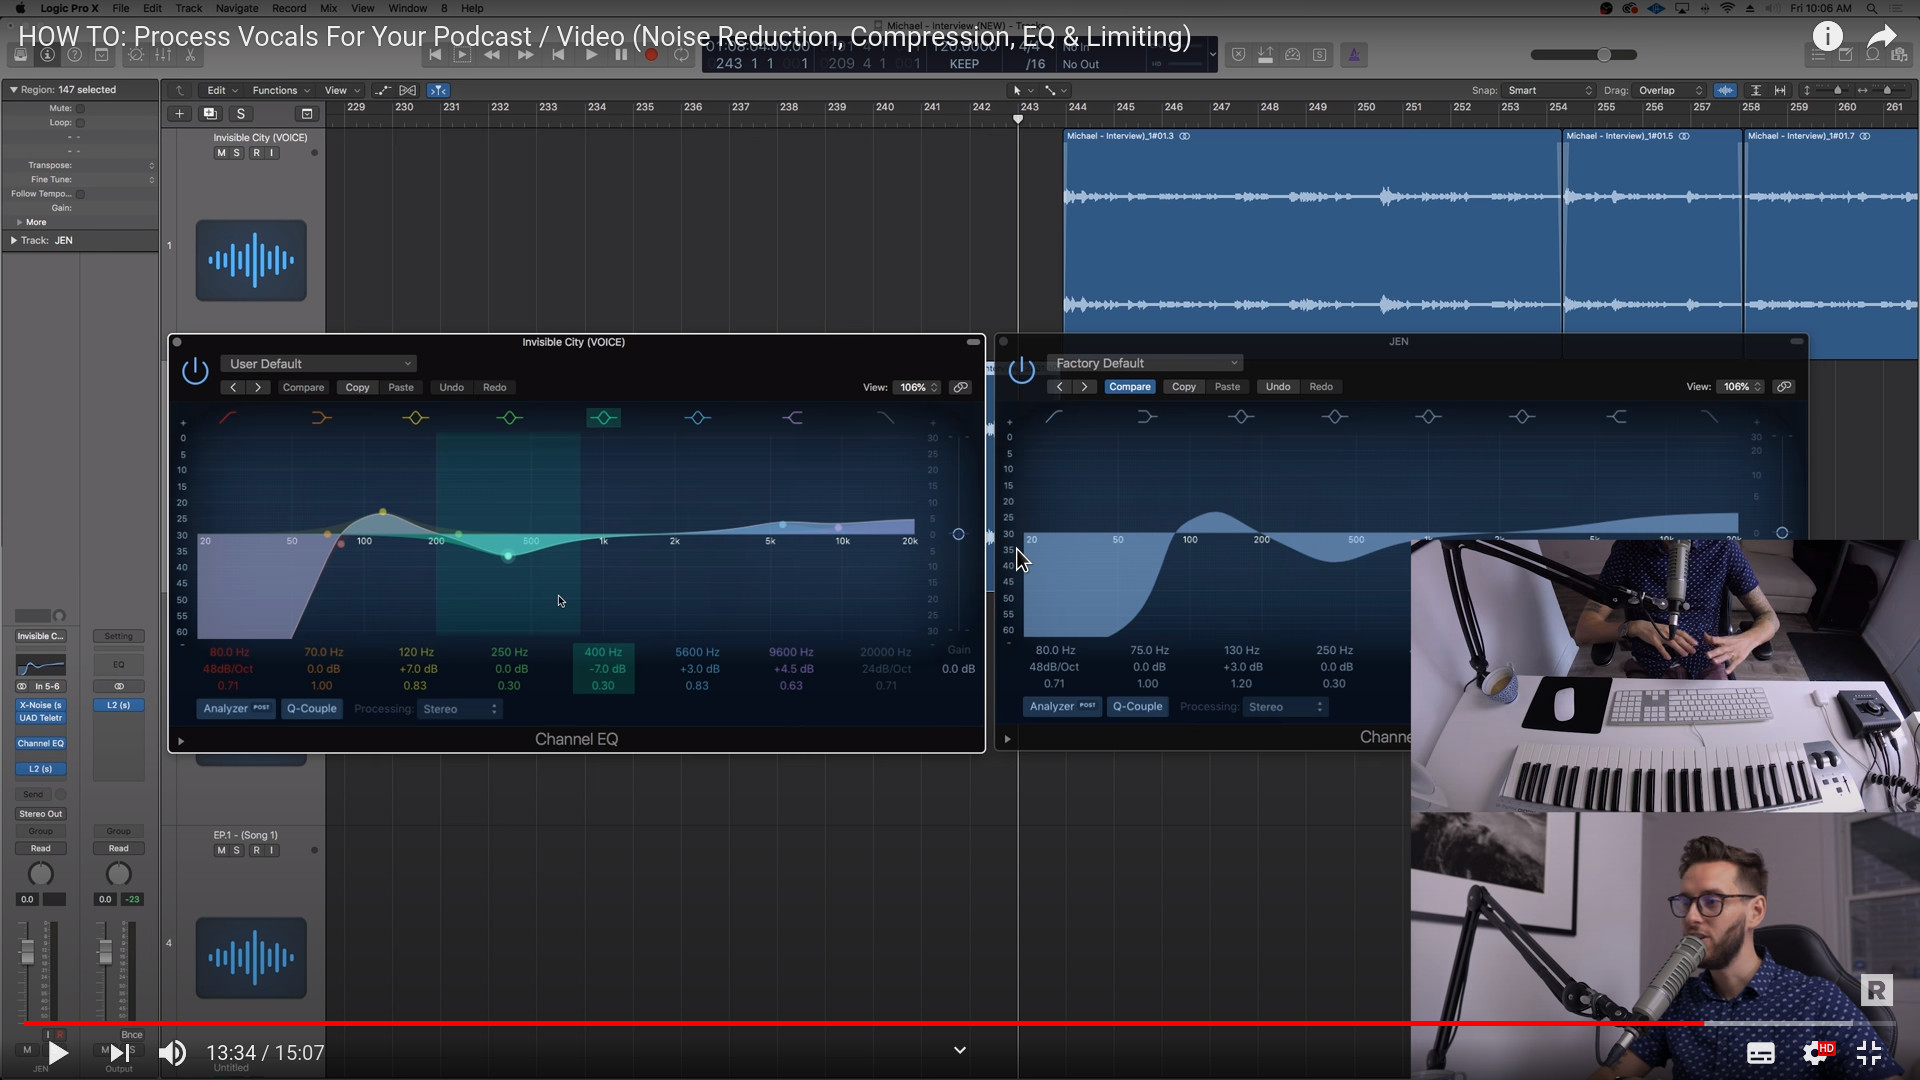 Logic Pro X File Edit Track Navigate Record Mix View Window 8 Help
Fri 10:06 AM
Michael - Interview (NEW) - Tracks
HOW TO: Process Vocals For Your Podcast / Video (Noise Reduction, Compression, EQ & Limiting)
243 1 1 1 209 4 1 1 KEEP /16 No Out
Region: 147 selected
Edit Functions View
Snap: Smart Drag: Overlap
Mute:
Loop:
Transpose:
Fine Tune:
Follow Tempo...
Gain:
More
Track: JEN
S
229 230 231 232 233 234 235 236 237 238 239 240 241 242 243 244 245 246 247 248 249 250 251 252 253 254 255 256 257 258 259 260 261
Invisible City (VOICE)
M S R I
1
Michael - Interview)_1#01.3
Michael - Interview)_1#01.5
Michael - Interview)_1#01.7
Invisible City (VOICE)
User Default
Compare Copy Paste Undo Redo
View: 106%
+ 0 5 10 15 20 25 30 35 40 45 50 55 60 -
20 50 100 200 500 1k 2k 5k 10k 20k
+ 30 25 20 15 10 5 0 5 10 15 20 25 30 -
80.0 Hz 70.0 Hz 120 Hz 250 Hz 400 Hz 5600 Hz 9600 Hz 20000 Hz Gain
48dB/Oct 0.0 dB +7.0 dB 0.0 dB -7.0 dB +3.0 dB +4.5 dB 24dB/Oct 0.0 dB
0.71 1.00 0.83 0.30 0.30 0.83 0.63 0.71
Analyzer POST Q-Couple Processing: Stereo
Channel EQ
JEN
Factory Default
Compare Copy Paste Undo Redo
View: 106%
+ 0 5 10 15 20 25 30 35 40 45 50 55 60 -
20 50 100 200 500
+ 30 20 10 5 0
80.0 Hz 75.0 Hz 130 Hz 250 Hz
48dB/Oct 0.0 dB +3.0 dB 0.0 dB
0.71 1.00 1.20 0.30
Analyzer POST Q-Couple Processing: Stereo
Channe
Invisible C... Setting
EQ
In 5-6
X-Noise (s L2 (s)
UAD Teletr
Channel EQ
L2 (s)
Send
Stereo Out
Group Group
Read Read
0.0 0.0 -23
I R Bnce
M M S
JEN Output
EP.1 - (Song 1)
M S R I
4
Untitled
R
13:34 / 15:07
HD